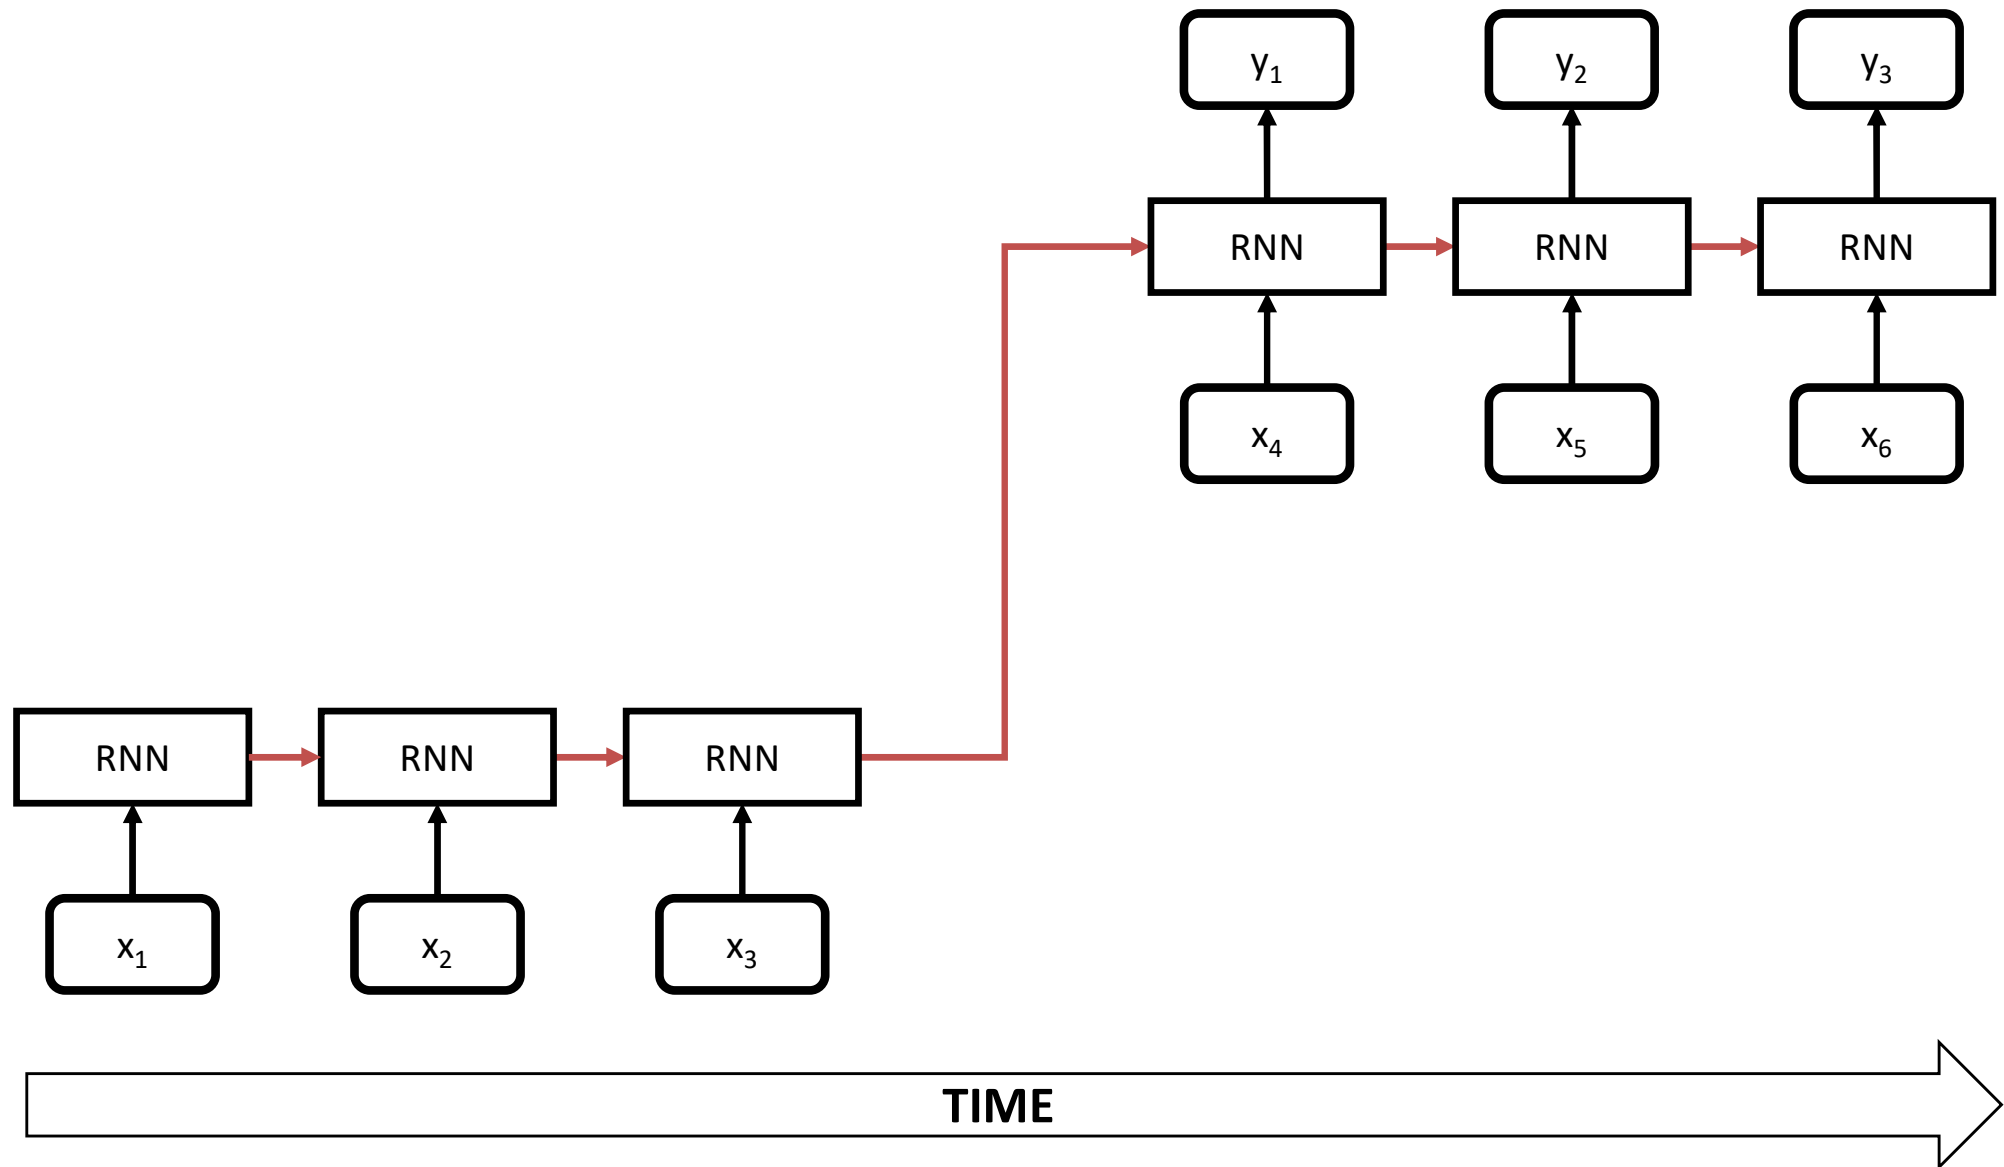 y₁ y₂ y₃
RNN RNN RNN
x₄ x₅ x₆
RNN RNN RNN
x₁ x₂ x₃
TIME